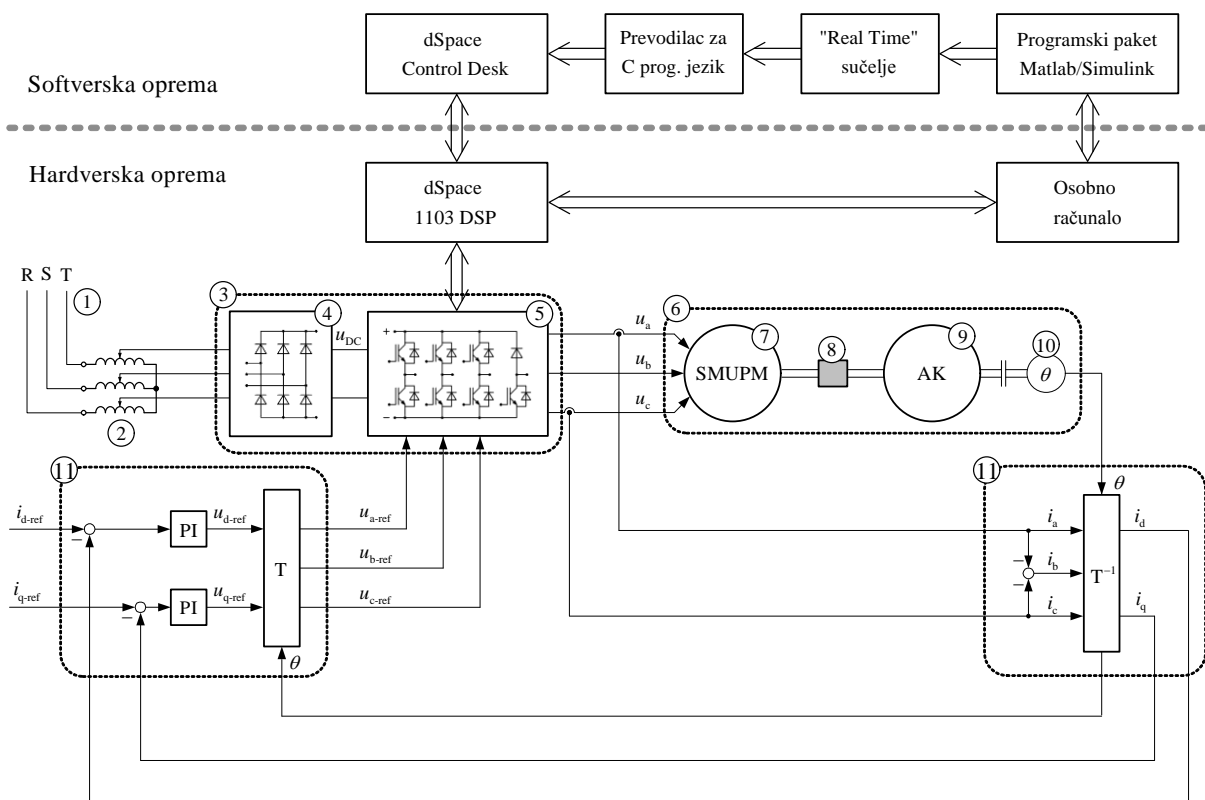 dSpace
Control Desk
Prevodilac za
C prog. jezik
"Real Time"
sučelje
Programski paket
Matlab/Simulink
Softverska oprema
Hardverska oprema
dSpace
1103 DSP
Osobno
računalo
R S T
1
2
3
4
u_DC
5
+
−
u_a
u_b
u_c
6
7
SMUPM
8
9
AK
10
θ
11
i_d-ref
−
PI
u_d-ref
i_q-ref
−
PI
u_q-ref
T
θ
u_a-ref
u_b-ref
u_c-ref
11
θ
i_a
−
i_b
−
i_c
T⁻¹
i_d
i_q